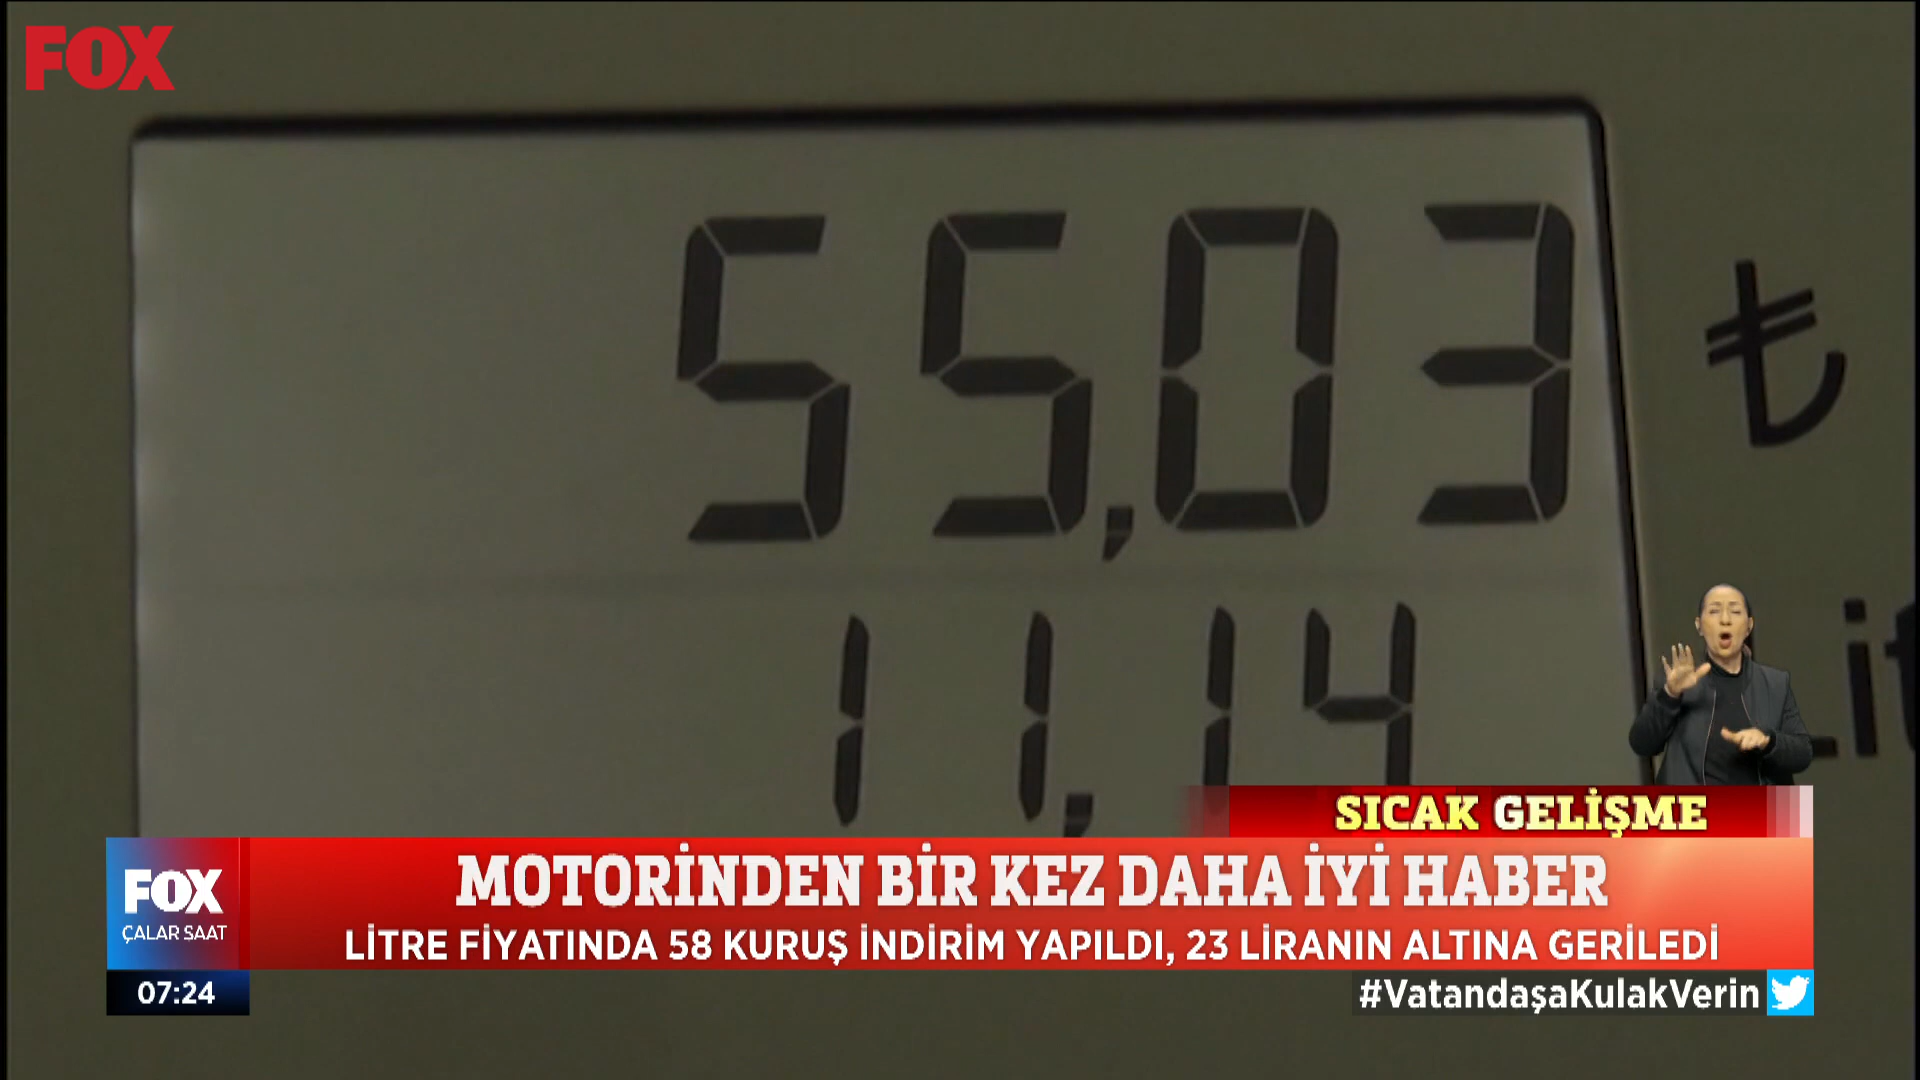 FOX
55,03 ₺
11,14
SICAK GELİŞME
FOX
ÇALAR SAAT
MOTORİNDEN BİR KEZ DAHA İYİ HABER
LİTRE FİYATINDA 58 KURUŞ İNDİRİM YAPILDI, 23 LİRANIN ALTINA GERİLEDİ
07:24
#VatandaşaKulakVerin